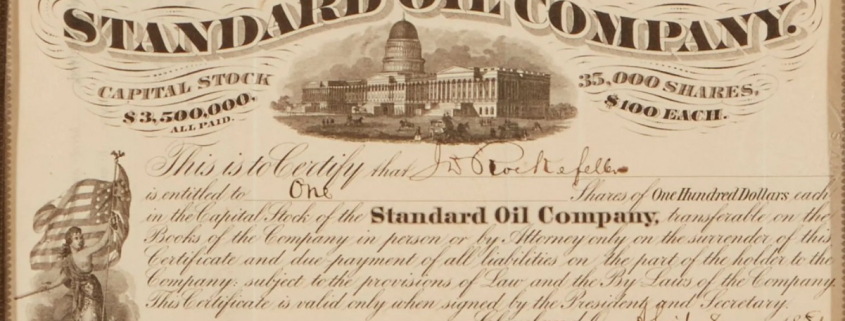 STANDARD OIL COMPANY.
CAPITAL STOCK
$3,500,000.
ALL PAID.
35,000 SHARES,
$100 EACH.
This is to Certify that J D Rockefeller
is entitled to One Shares of One Hundred Dollars each
in the Capital Stock of the Standard Oil Company, transferable on the
Books of the Company in person or by Attorney only on the surrender of this
Certificate and due payment of all liabilities on the part of the holder to the
Company; subject to the provisions of Law and the By Laws of the Company.
This Certificate is valid only when signed by the President and Secretary.